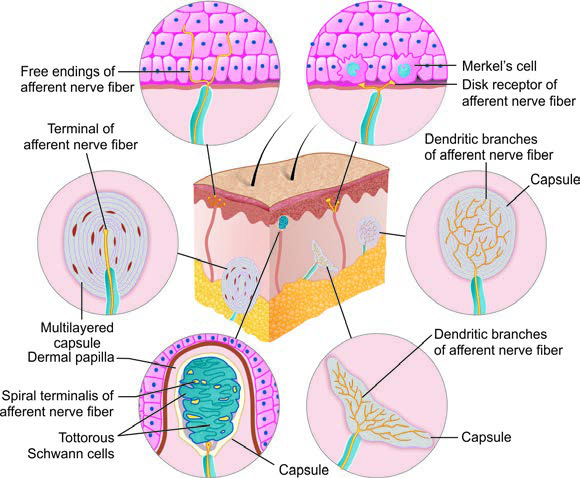 Free endings of
afferent nerve fiber
Merkel's cell
Disk receptor of
afferent nerve fiber
Terminal of
afferent nerve fiber
Dendritic branches
of afferent nerve fiber
Capsule
Multilayered
capsule
Dermal papilla
Spiral terminalis of
afferent nerve fiber
Tottorous
Schwann cells
Capsule
Dendritic branches
of afferent nerve fiber
Capsule